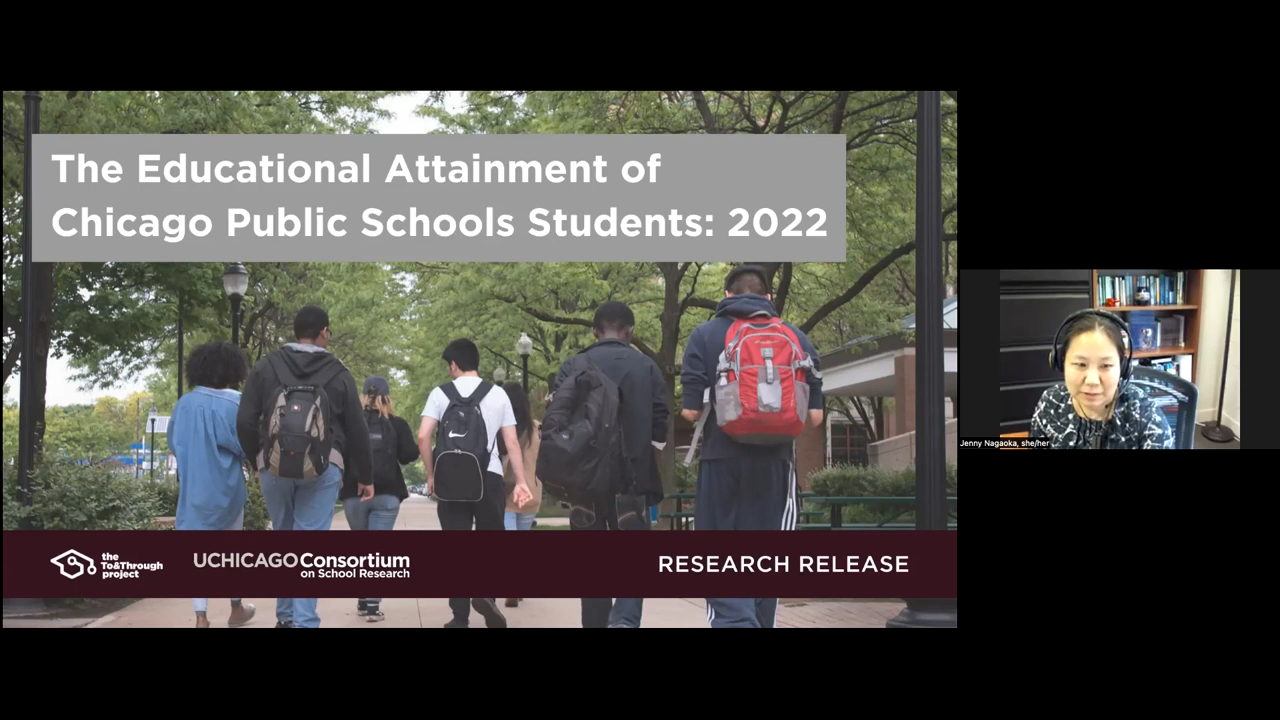 The Educational Attainment of
Chicago Public Schools Students: 2022
the
To&Through
project
UCHICAGOConsortium
on School Research
RESEARCH RELEASE
Jenny Nagaoka, she/her